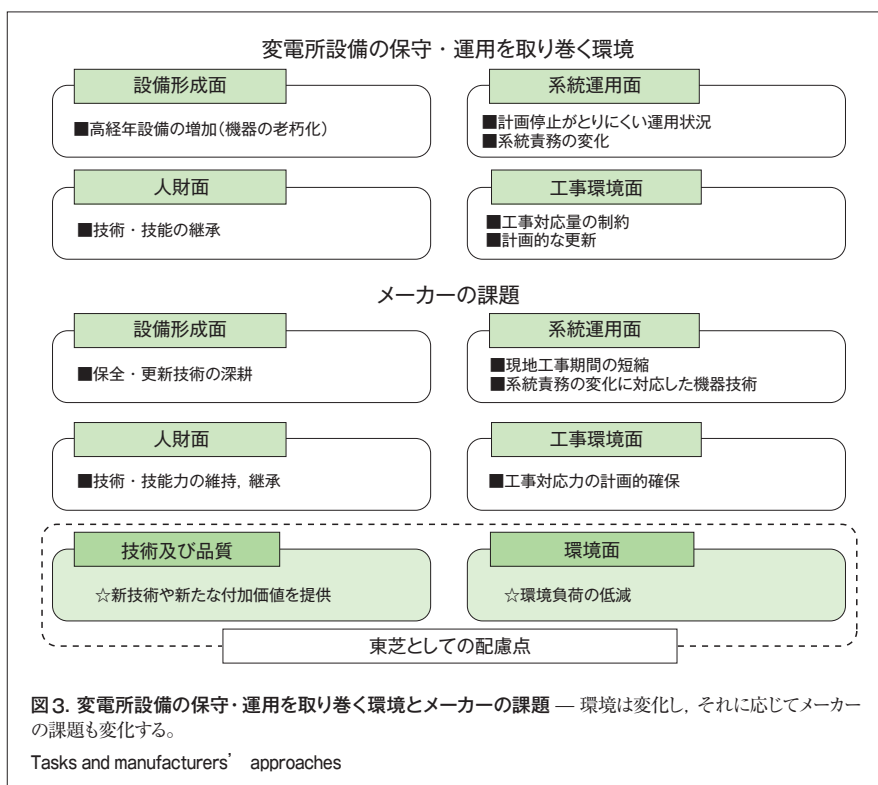 変電所設備の保守・運用を取り巻く環境
設備形成面
■高経年設備の増加(機器の老朽化)
系統運用面
■計画停止がとりにくい運用状況
■系統責務の変化
人財面
■技術・技能の継承
工事環境面
■工事対応量の制約
■計画的な更新
メーカーの課題
設備形成面
■保全・更新技術の深耕
系統運用面
■現地工事期間の短縮
■系統責務の変化に対応した機器技術
人財面
■技術・技能力の維持,継承
工事環境面
■工事対応力の計画的確保
技術及び品質
☆新技術や新たな付加価値を提供
環境面
☆環境負荷の低減
東芝としての配慮点
図3.変電所設備の保守・運用を取り巻く環境とメーカーの課題 — 環境は変化し,それに応じてメーカー
の課題も変化する。
Tasks and manufacturers’ approaches